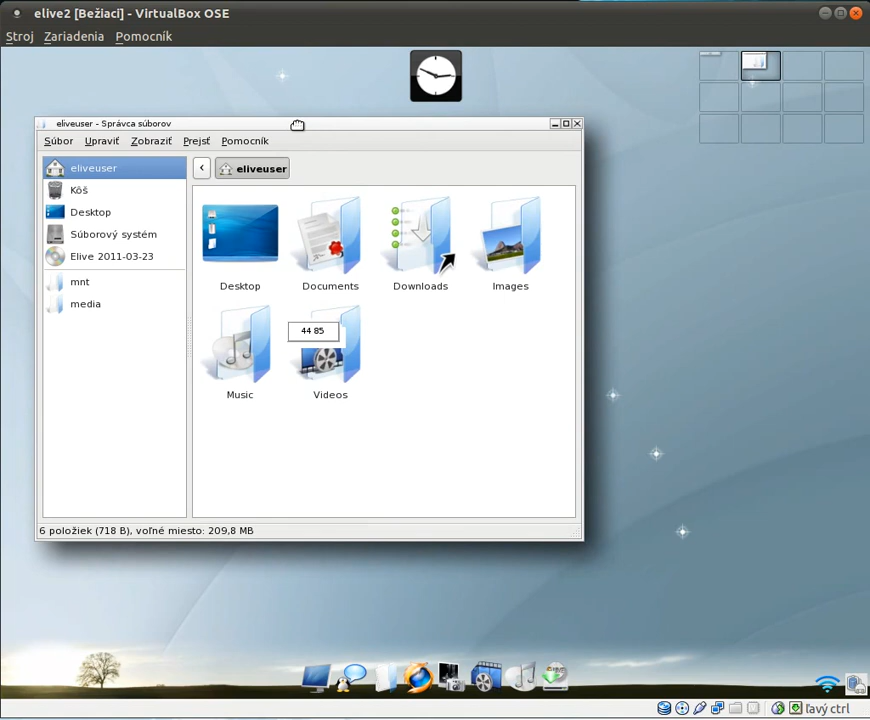 elive2 [Bežiaci] - VirtualBox OSE
Stroj Zariadenia Pomocník
eliveuser - Správca súborov
Súbor Upraviť Zobraziť Prejsť Pomocník
eliveuser
Kôš
Desktop
Súborový systém
Elive 2011-03-23
mnt
media
eliveuser
Desktop Documents Downloads Images
44 85
Music Videos
6 položiek (718 B), voľné miesto: 209,8 MB
ľavý ctrl